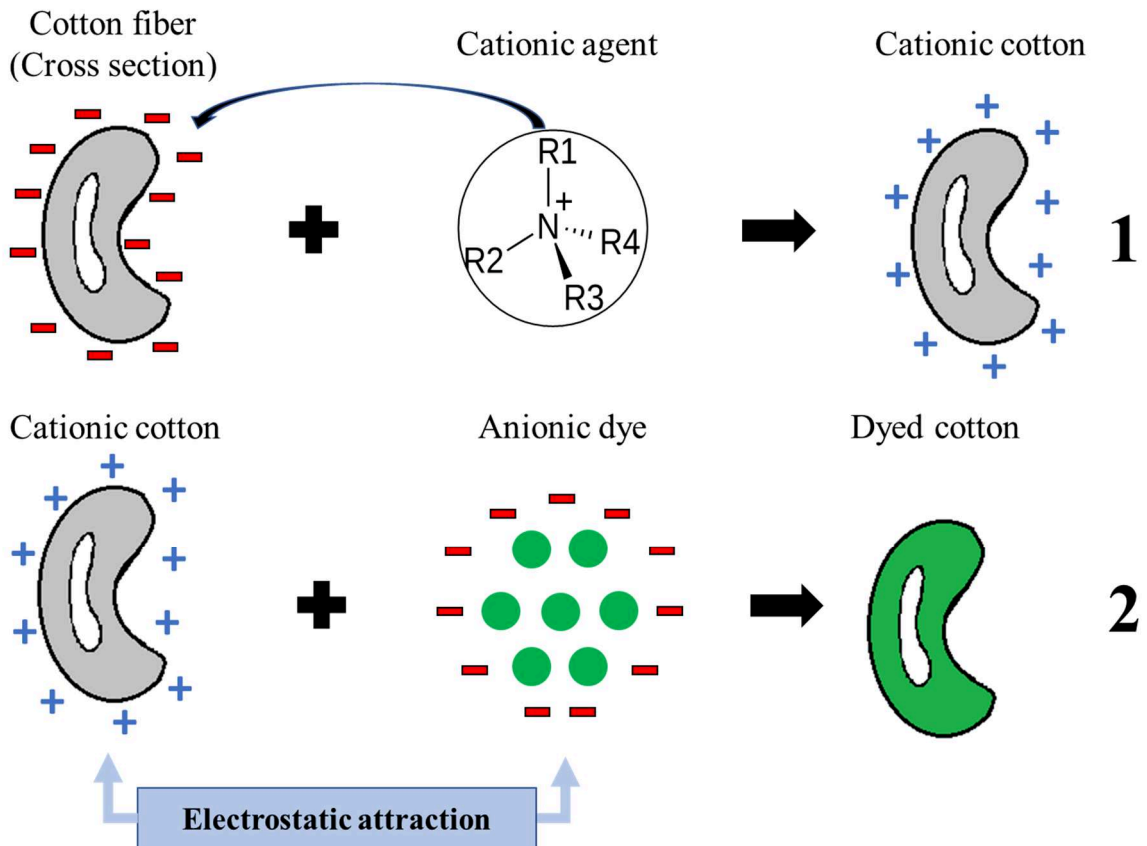 Cotton fiber
(Cross section)
Cationic agent
Cationic cotton
R1
+
N
R2
R4
R3
1
Cationic cotton
Anionic dye
Dyed cotton
2
Electrostatic attraction